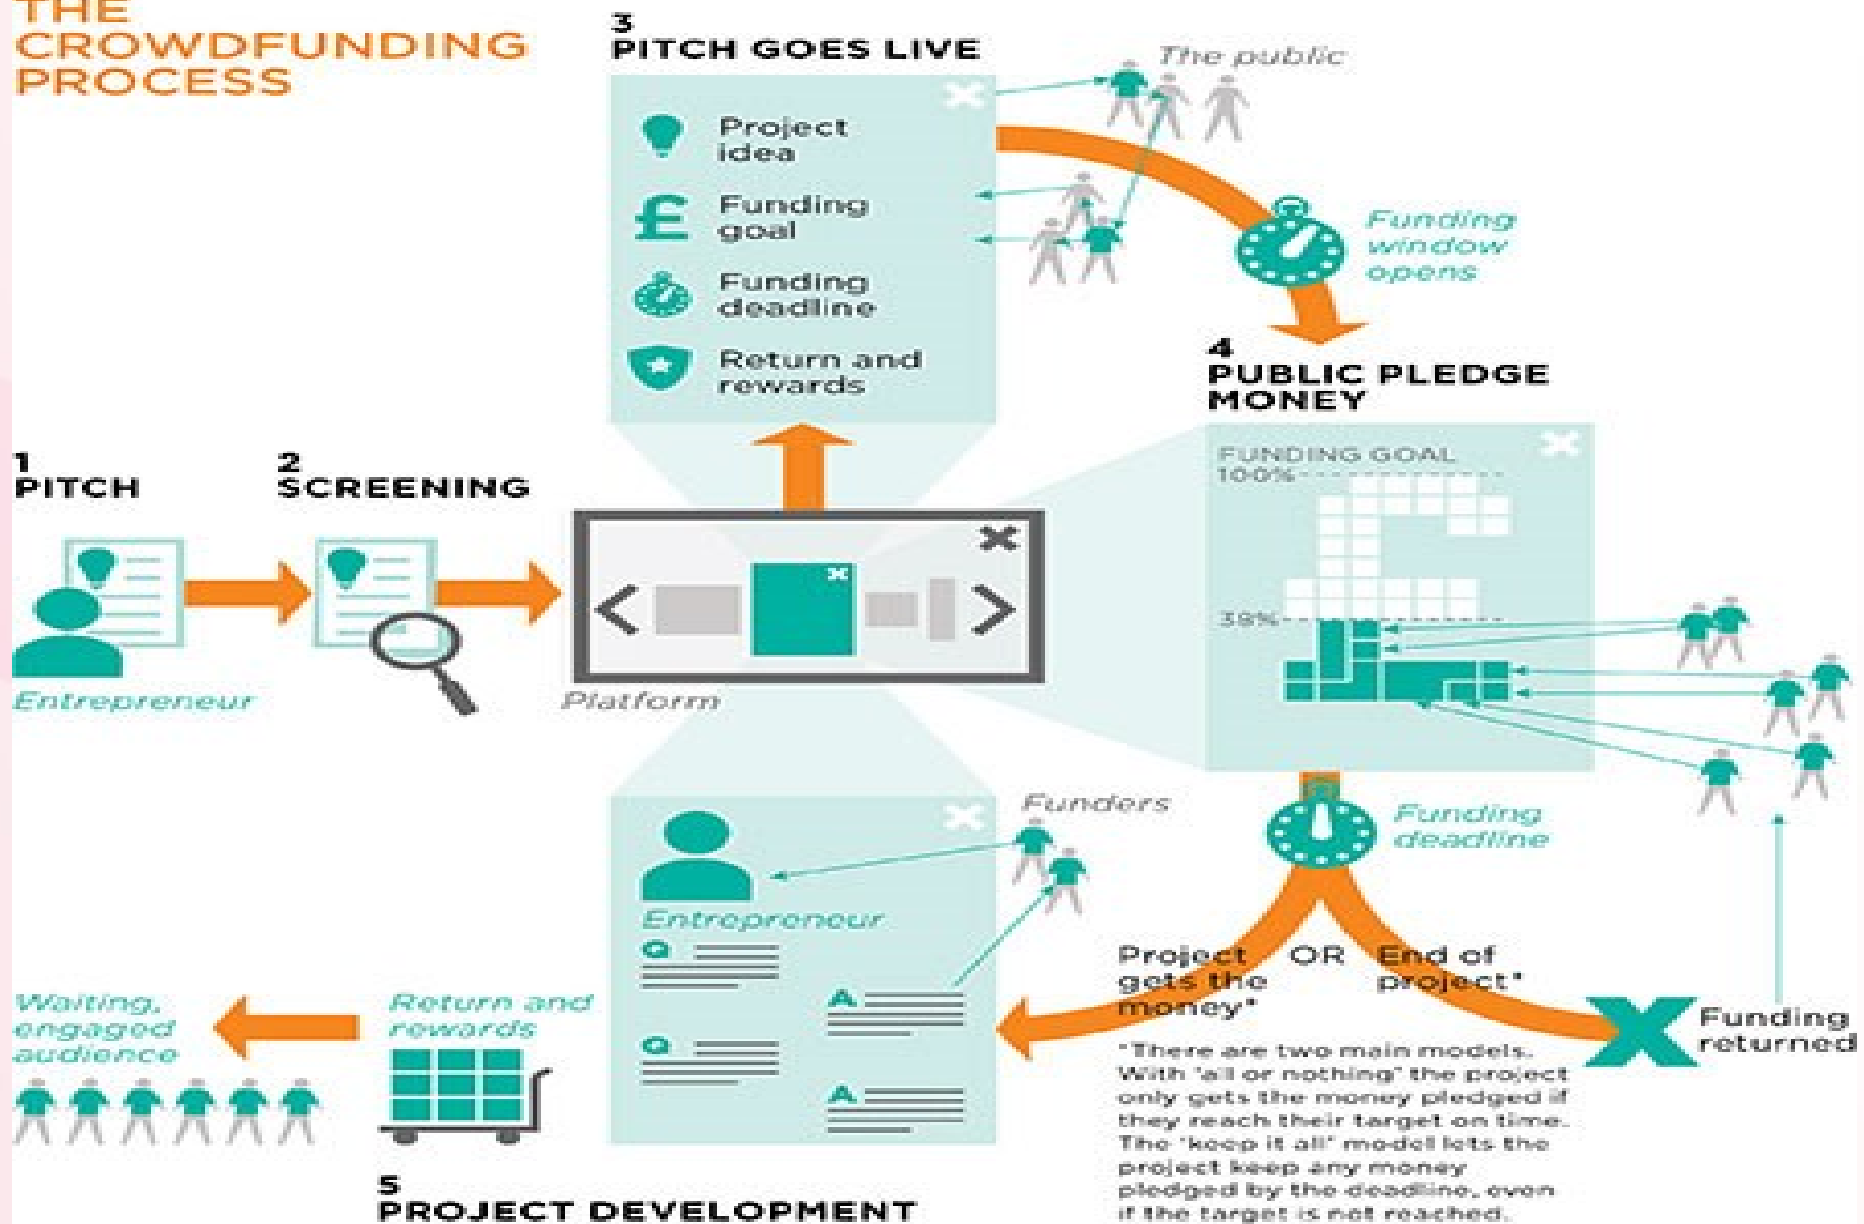 THE
CROWDFUNDING
PROCESS
1
PITCH
Entrepreneur
2
SCREENING
Platform
3
PITCH GOES LIVE
Project
idea
£
Funding
goal
Funding
deadline
Return and
rewards
The public
Funding
window
opens
4
PUBLIC PLEDGE
MONEY
FUNDING GOAL
100%
39%
Funding
deadline
Project
gets the
money*
OR
End of
project*
Funding
returned
*There are two main models.
With 'all or nothing' the project
only gets the money pledged if
they reach their target on time.
The 'keep it all' model lets the
project keep any money
pledged by the deadline, even
if the target is not reached.
Funders
Entrepreneur
Q
A
Q
A
5
PROJECT DEVELOPMENT
Return and
rewards
Waiting,
engaged
audience